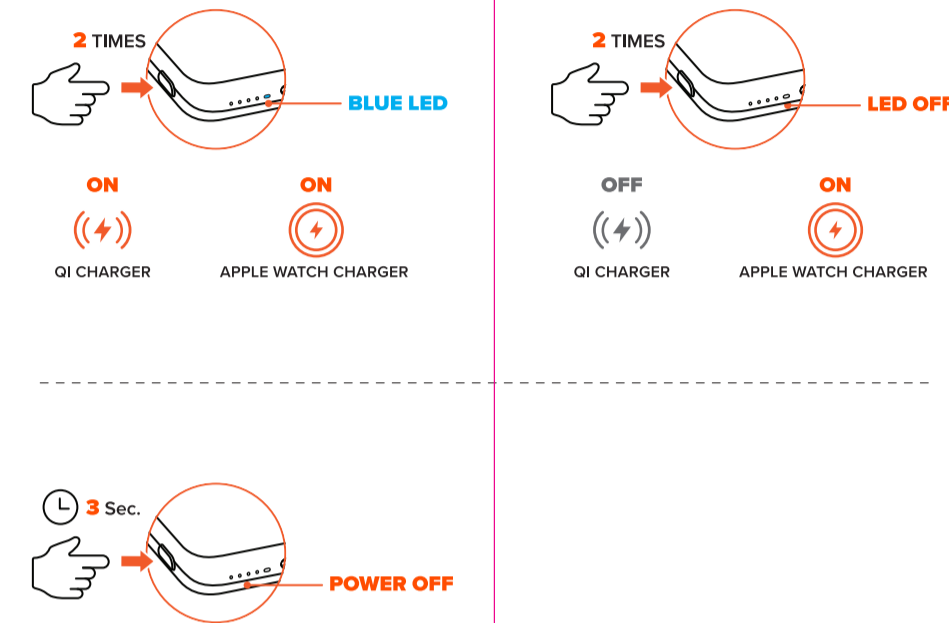 2 TIMES
BLUE LED
ON
ON
QI CHARGER
APPLE WATCH CHARGER
2 TIMES
LED OFF
OFF
ON
QI CHARGER
APPLE WATCH CHARGER
3 Sec.
POWER OFF